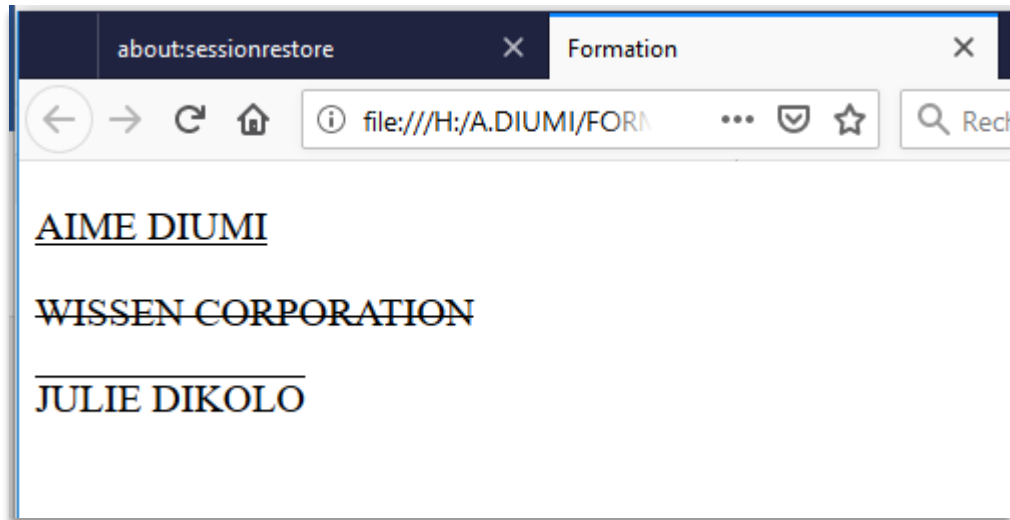 about:sessionrestore
Formation
file:///H:/A.DIUMI/FORM
Rech
AIME DIUMI
WISSEN CORPORATION
JULIE DIKOLO